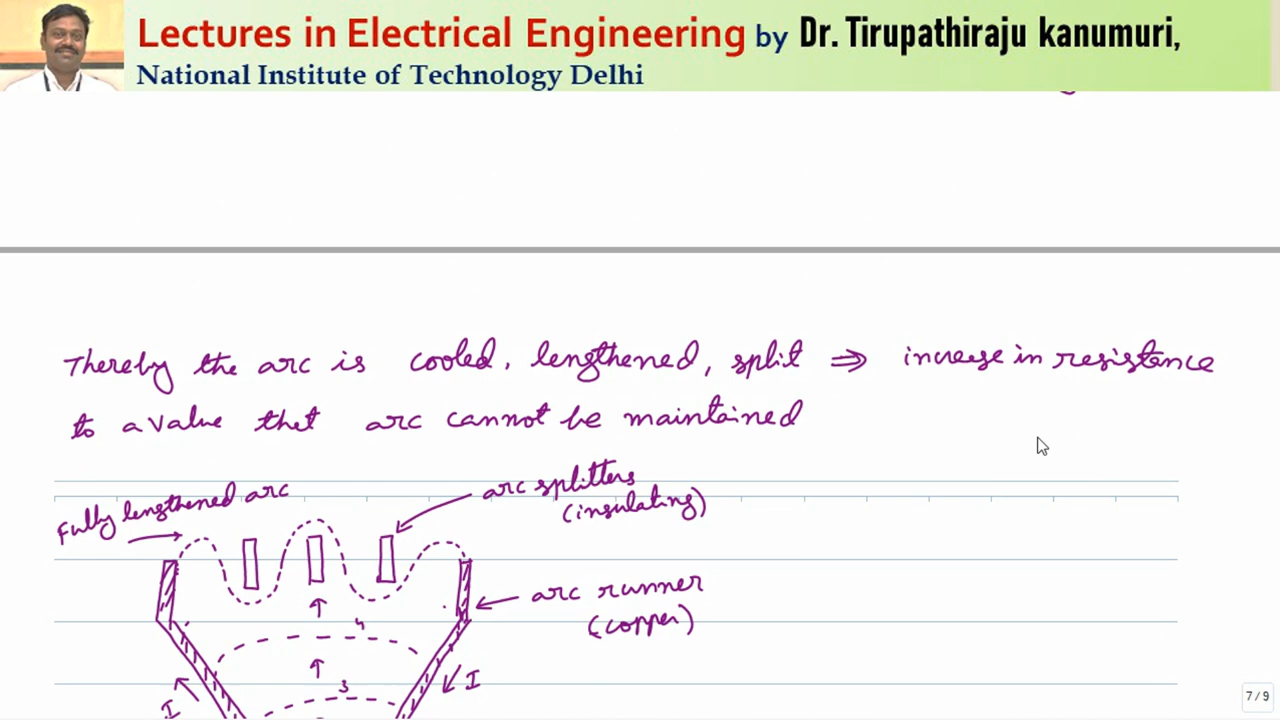 Lectures in Electrical Engineering by Dr. Tirupathiraju kanumuri,
National Institute of Technology Delhi
Thereby the arc is cooled, lengthened, split ⇒ increase in resistance
to a value that arc cannot be maintained
Fully lengthened arc
arc splitters
(insulating)
arc runner
(copper)
4
I
3
I
7 / 9